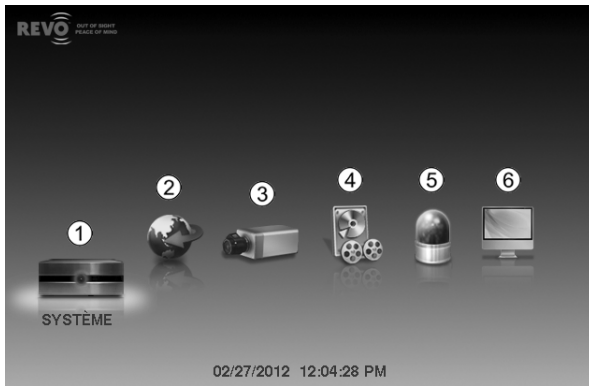 REVO OUT OF SIGHT
PEACE OF MIND
4 5 6
2 3
1
SYSTÈME
02/27/2012 12:04:28 PM